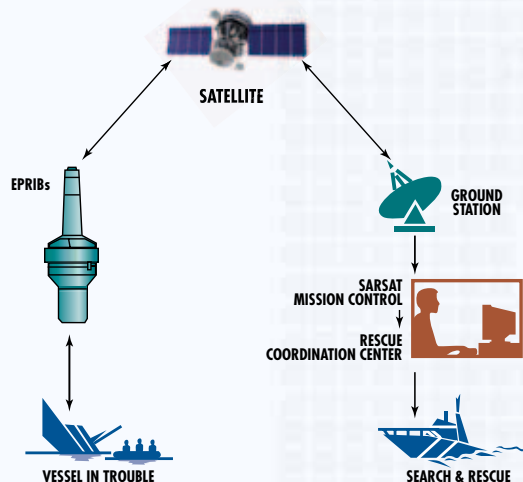 SATELLITE
EPRIBs
GROUND
STATION
SARSAT
MISSION CONTROL
RESCUE
COORDINATION CENTER
VESSEL IN TROUBLE
SEARCH & RESCUE